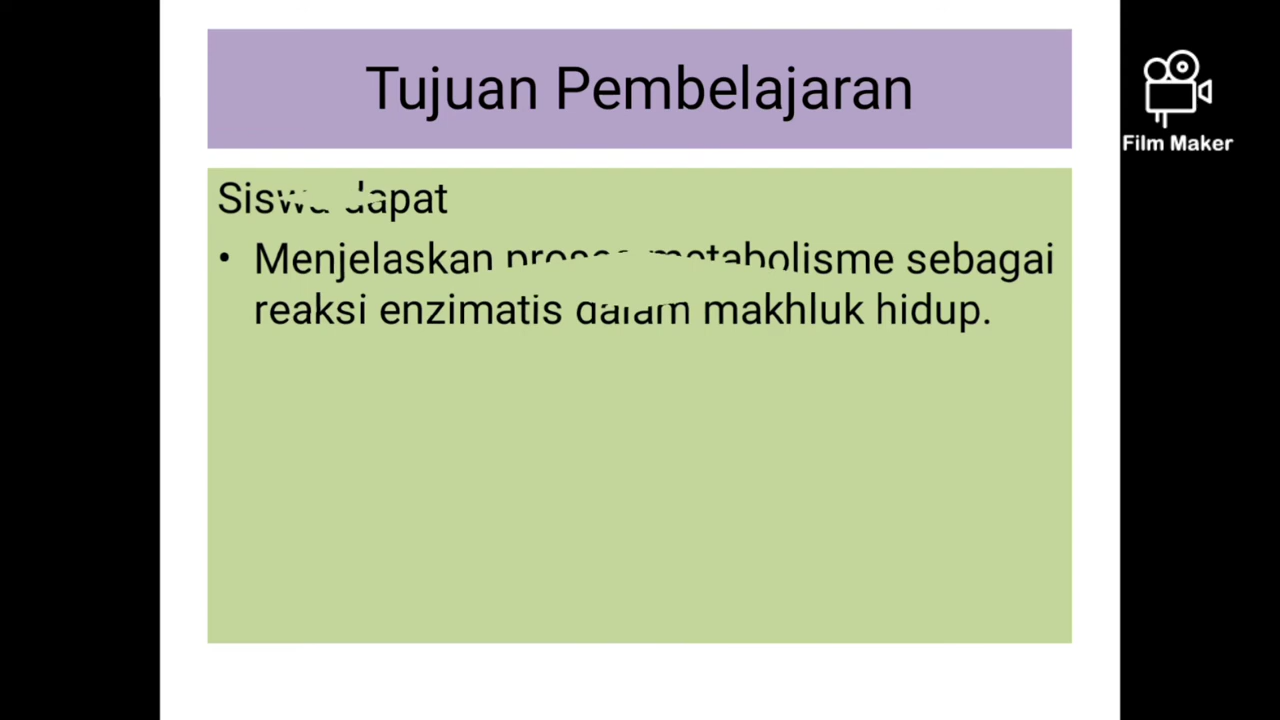 Tujuan Pembelajaran
Film Maker
Siswa dapat
• Menjelaskan proses metabolisme sebagai
reaksi enzimatis dalam makhluk hidup.